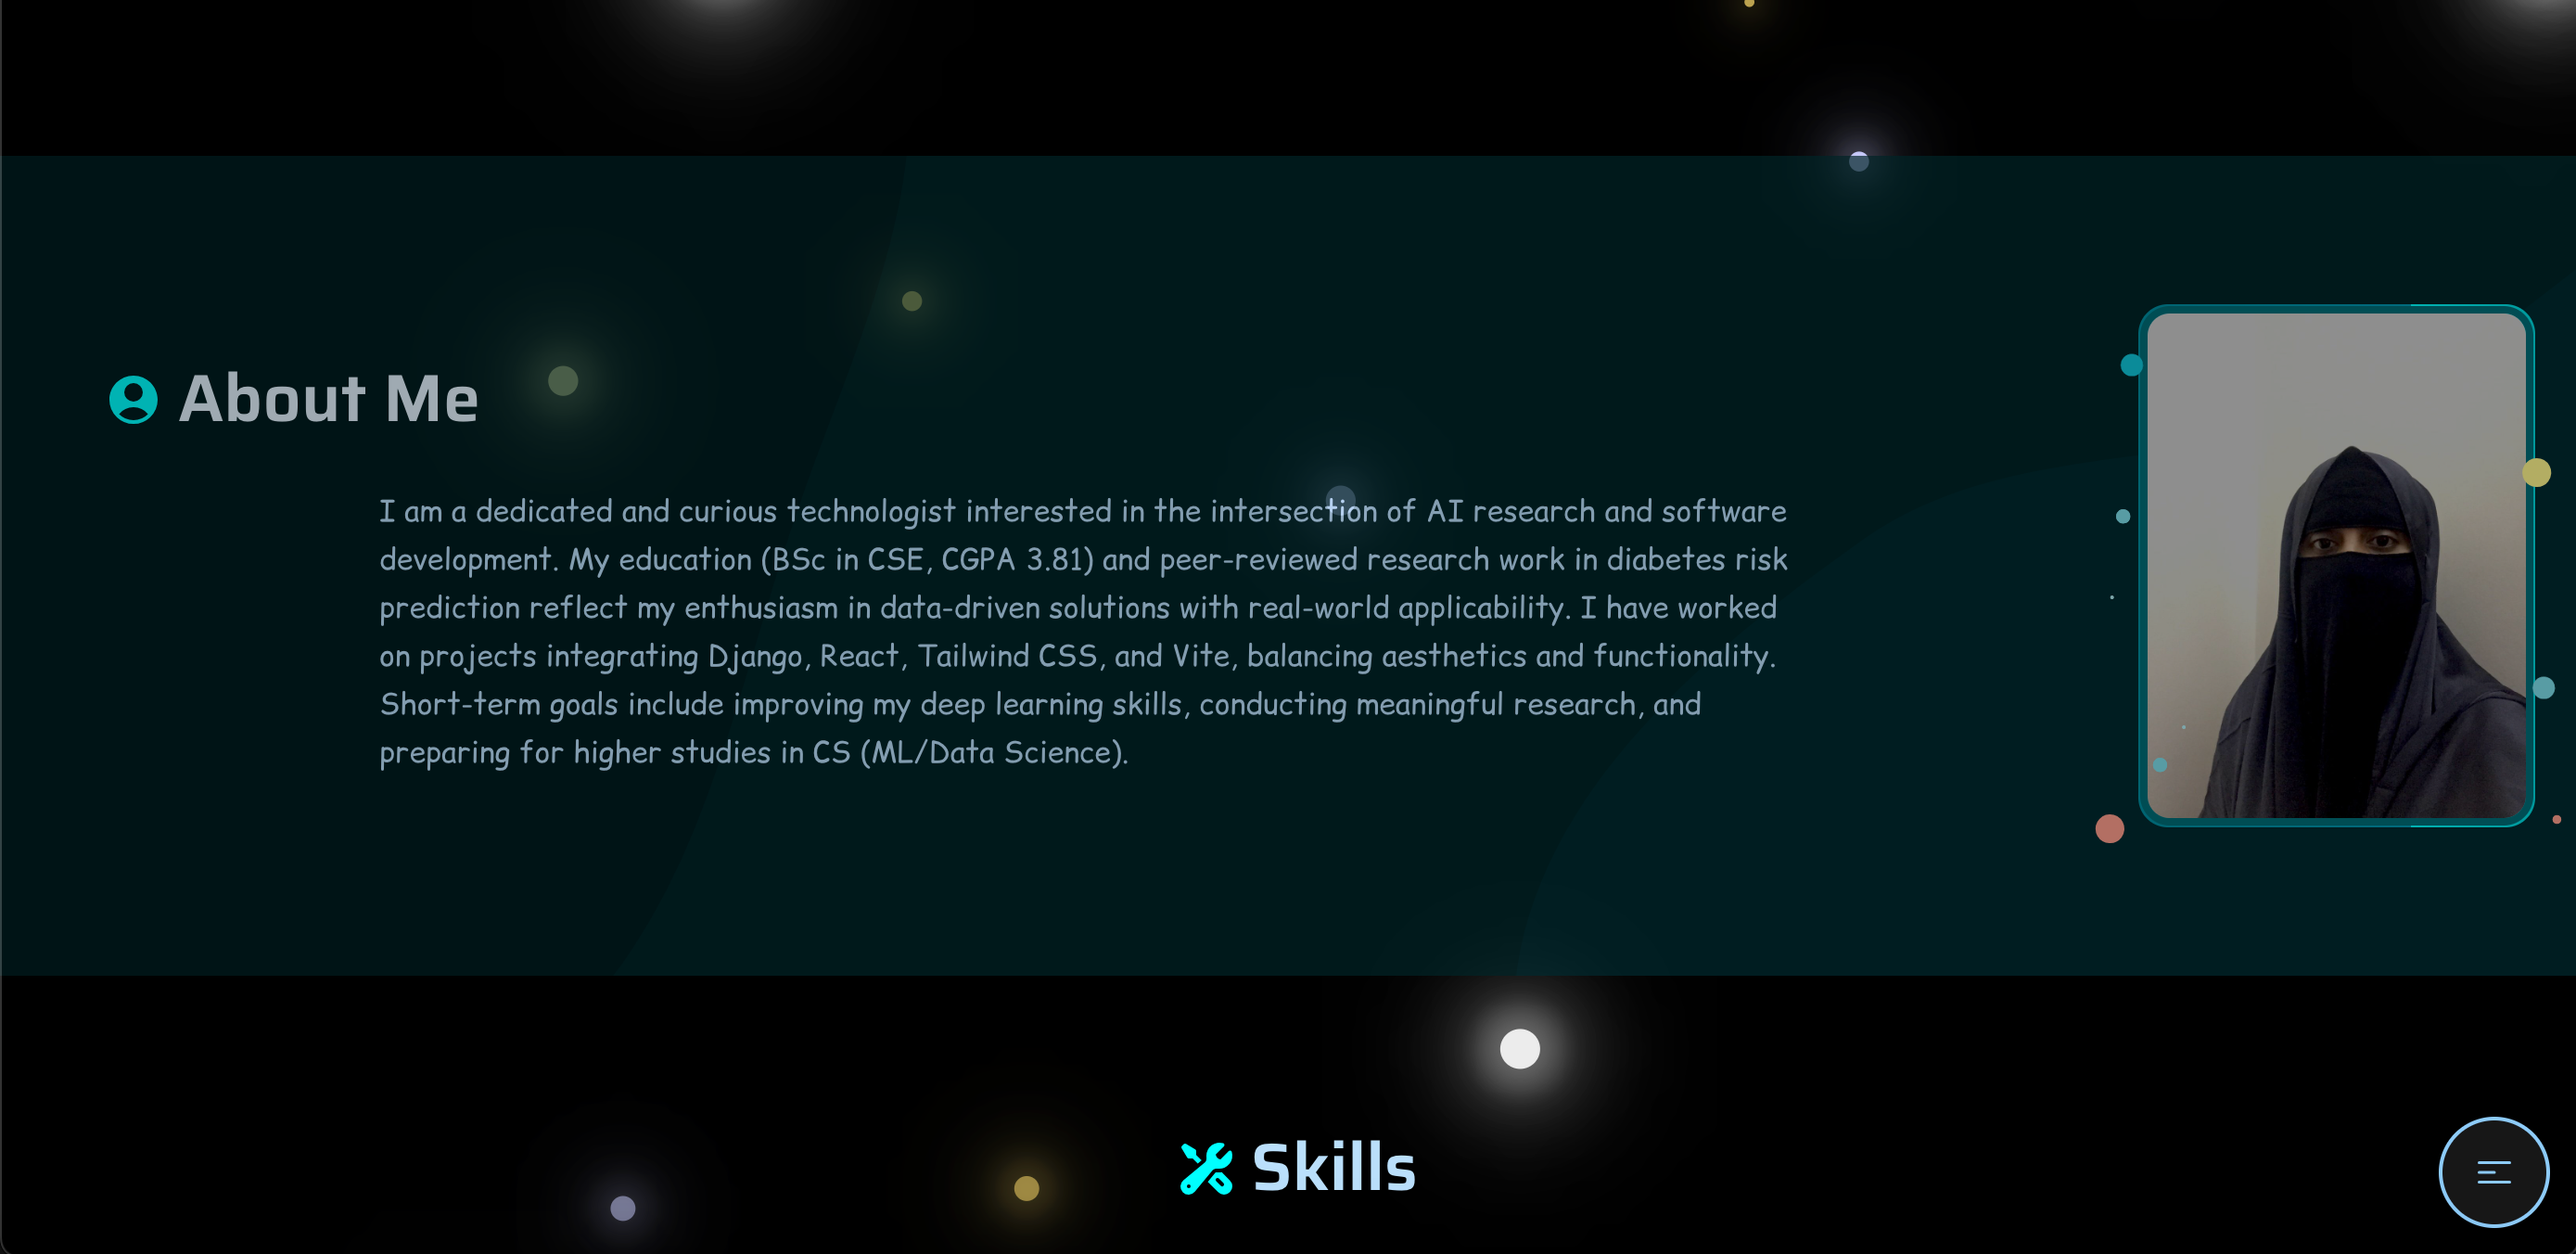 About Me
I am a dedicated and curious technologist interested in the intersection of AI research and software
development. My education (BSc in CSE, CGPA 3.81) and peer-reviewed research work in diabetes risk
prediction reflect my enthusiasm in data-driven solutions with real-world applicability. I have worked
on projects integrating Django, React, Tailwind CSS, and Vite, balancing aesthetics and functionality.
Short-term goals include improving my deep learning skills, conducting meaningful research, and
preparing for higher studies in CS (ML/Data Science).
Skills